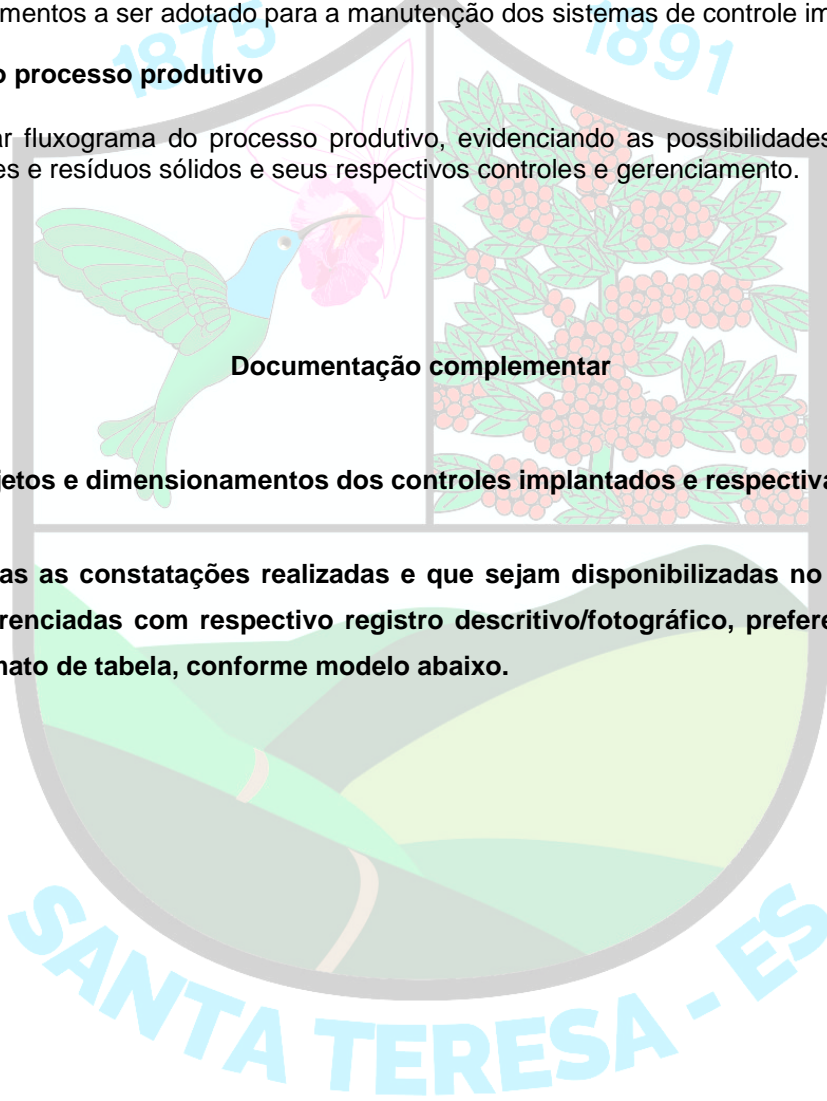 mentos a ser adotado para a manutenção dos sistemas de controle im
1875 1891
o processo produtivo
ar fluxograma do processo produtivo, evidenciando as possibilidades
es e resíduos sólidos e seus respectivos controles e gerenciamento.
Documentação complementar
jetos e dimensionamentos dos controles implantados e respectiva
as as constatações realizadas e que sejam disponibilizadas no
renciadas com respectivo registro descritivo/fotográfico, prefere
mato de tabela, conforme modelo abaixo.
SANTA TERESA - ES